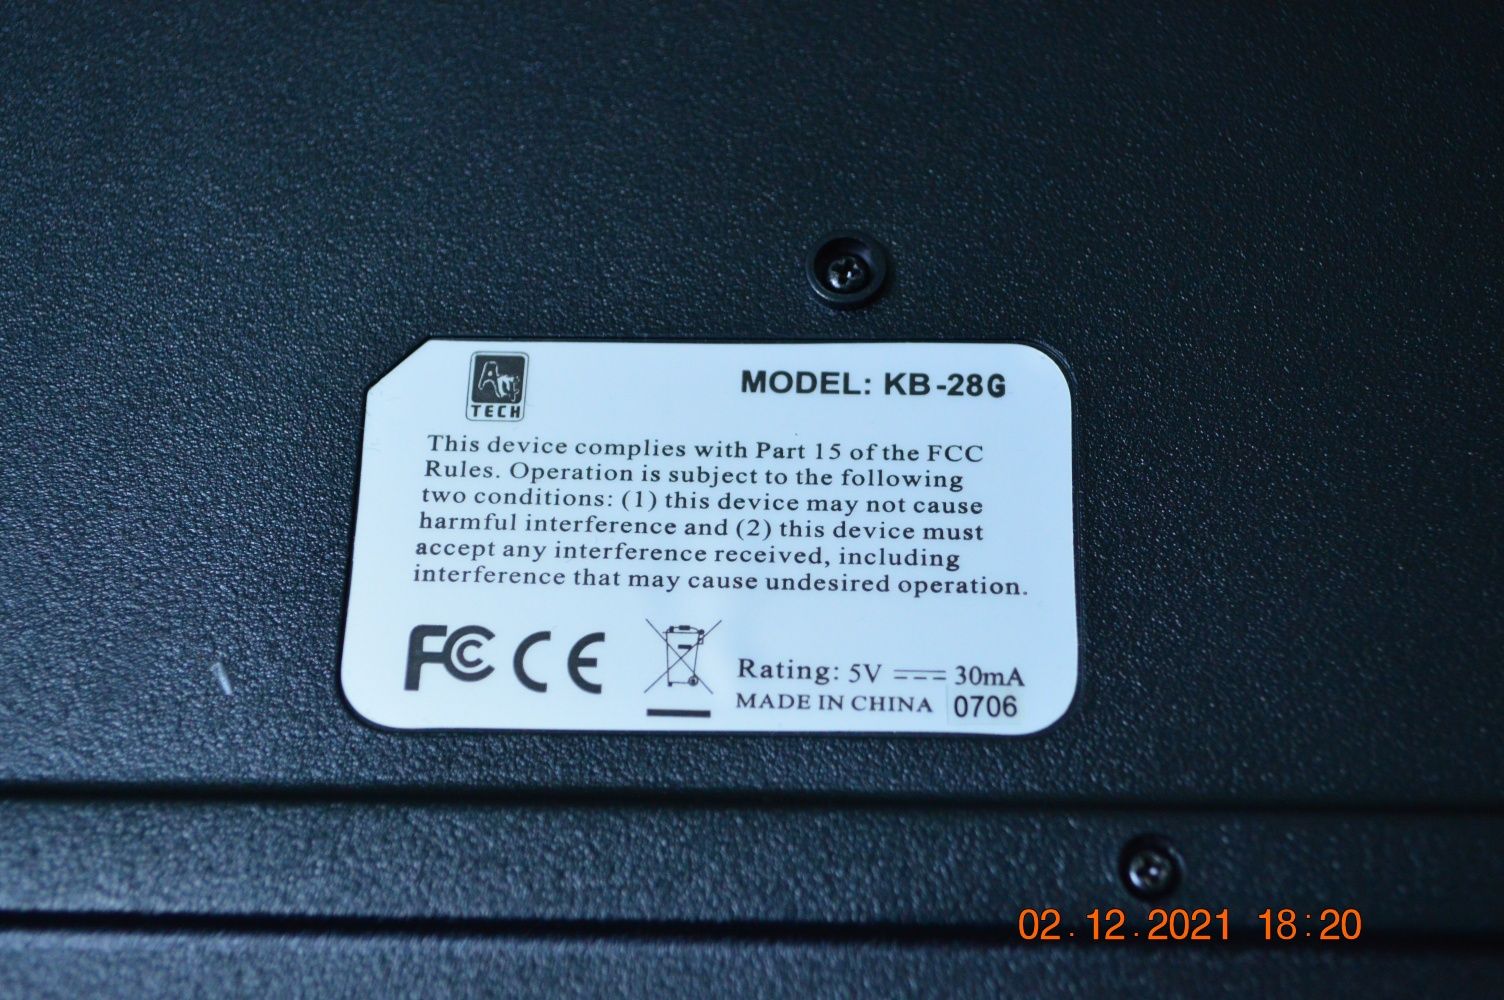 A4
TECH
MODEL: KB-28G
This device complies with Part 15 of the FCC
Rules. Operation is subject to the following
two conditions: (1) this device may not cause
harmful interference and (2) this device must
accept any interference received, including
interference that may cause undesired operation.
FC CE
Rating: 5V 30mA
MADE IN CHINA 0706
02.12.2021 18:20